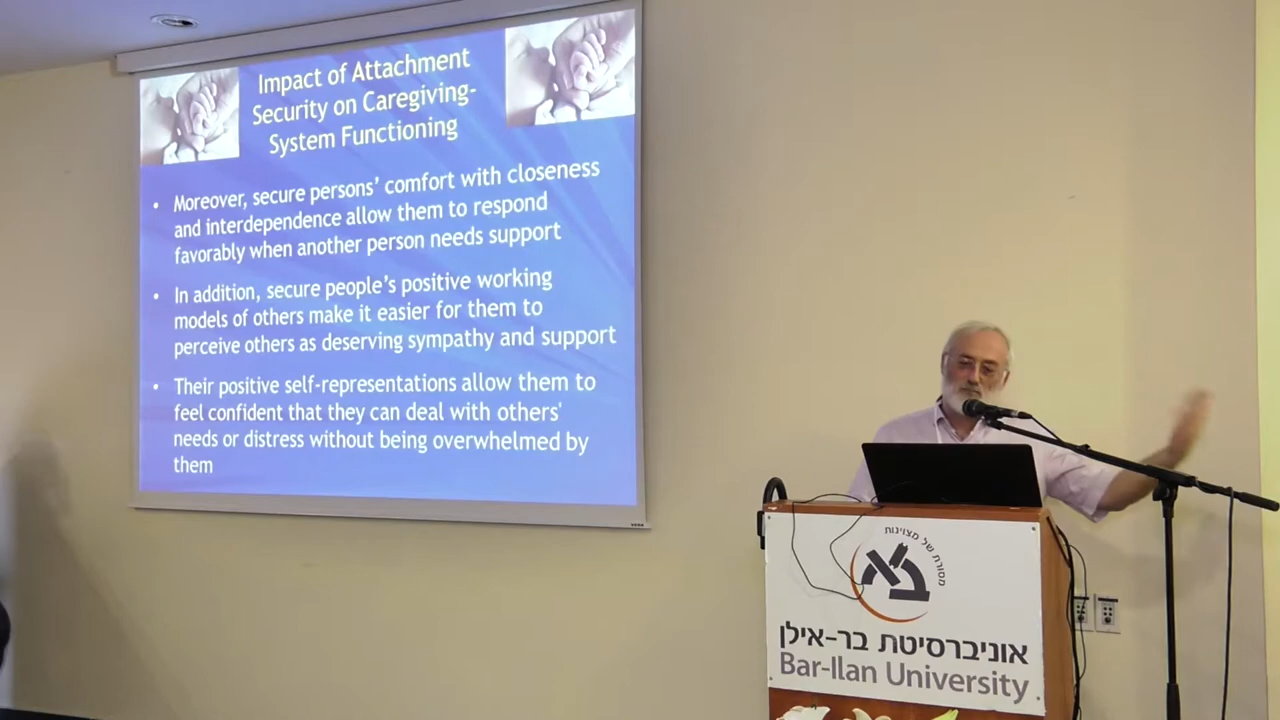 Impact of Attachment
Security on Caregiving-
System Functioning
• Moreover, secure persons' comfort with closeness
and interdependence allow them to respond
favorably when another person needs support
• In addition, secure people's positive working
models of others make it easier for them to
perceive others as deserving sympathy and support
• Their positive self-representations allow them to
feel confident that they can deal with others'
needs or distress without being overwhelmed by
them
מסורת של מצוינות
אוניברסיטת בר-אילן
Bar-Ilan University